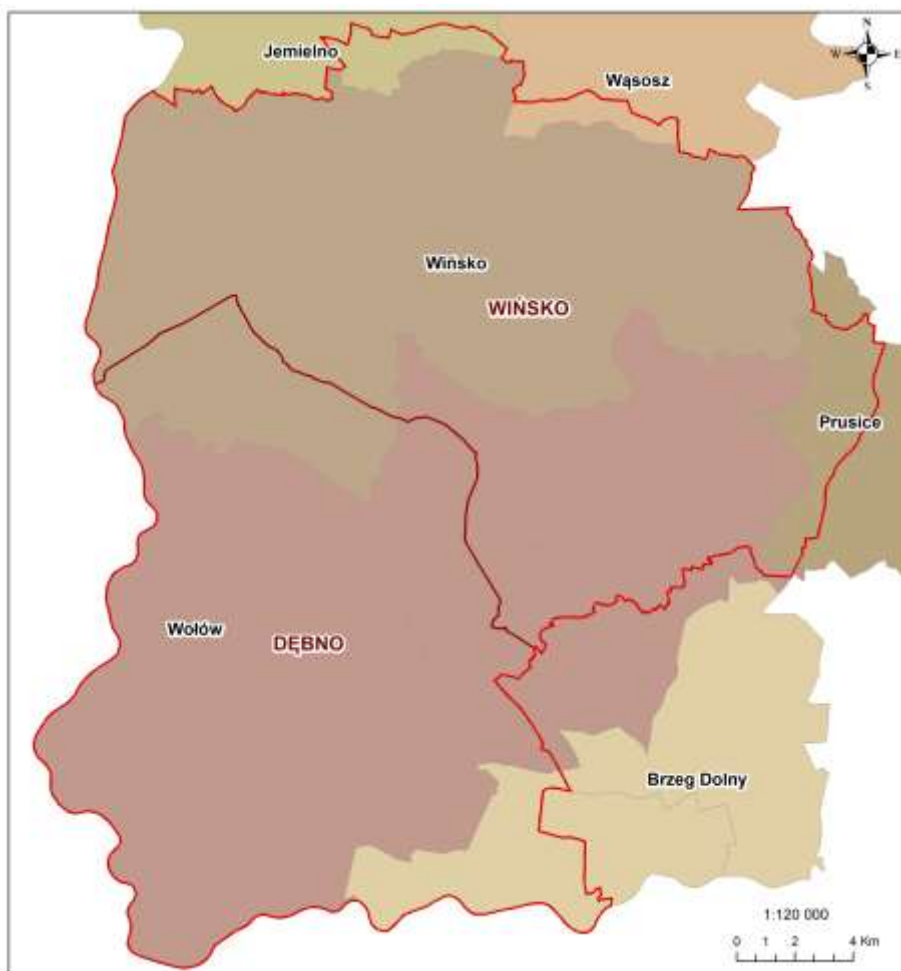 Jemielno
Wąsosz
N
W E
S
Wińsko
WIŃSKO
Prusice
Wołów
DĘBNO
Brzeg Dolny
1:120 000
0 1 2 4 Km